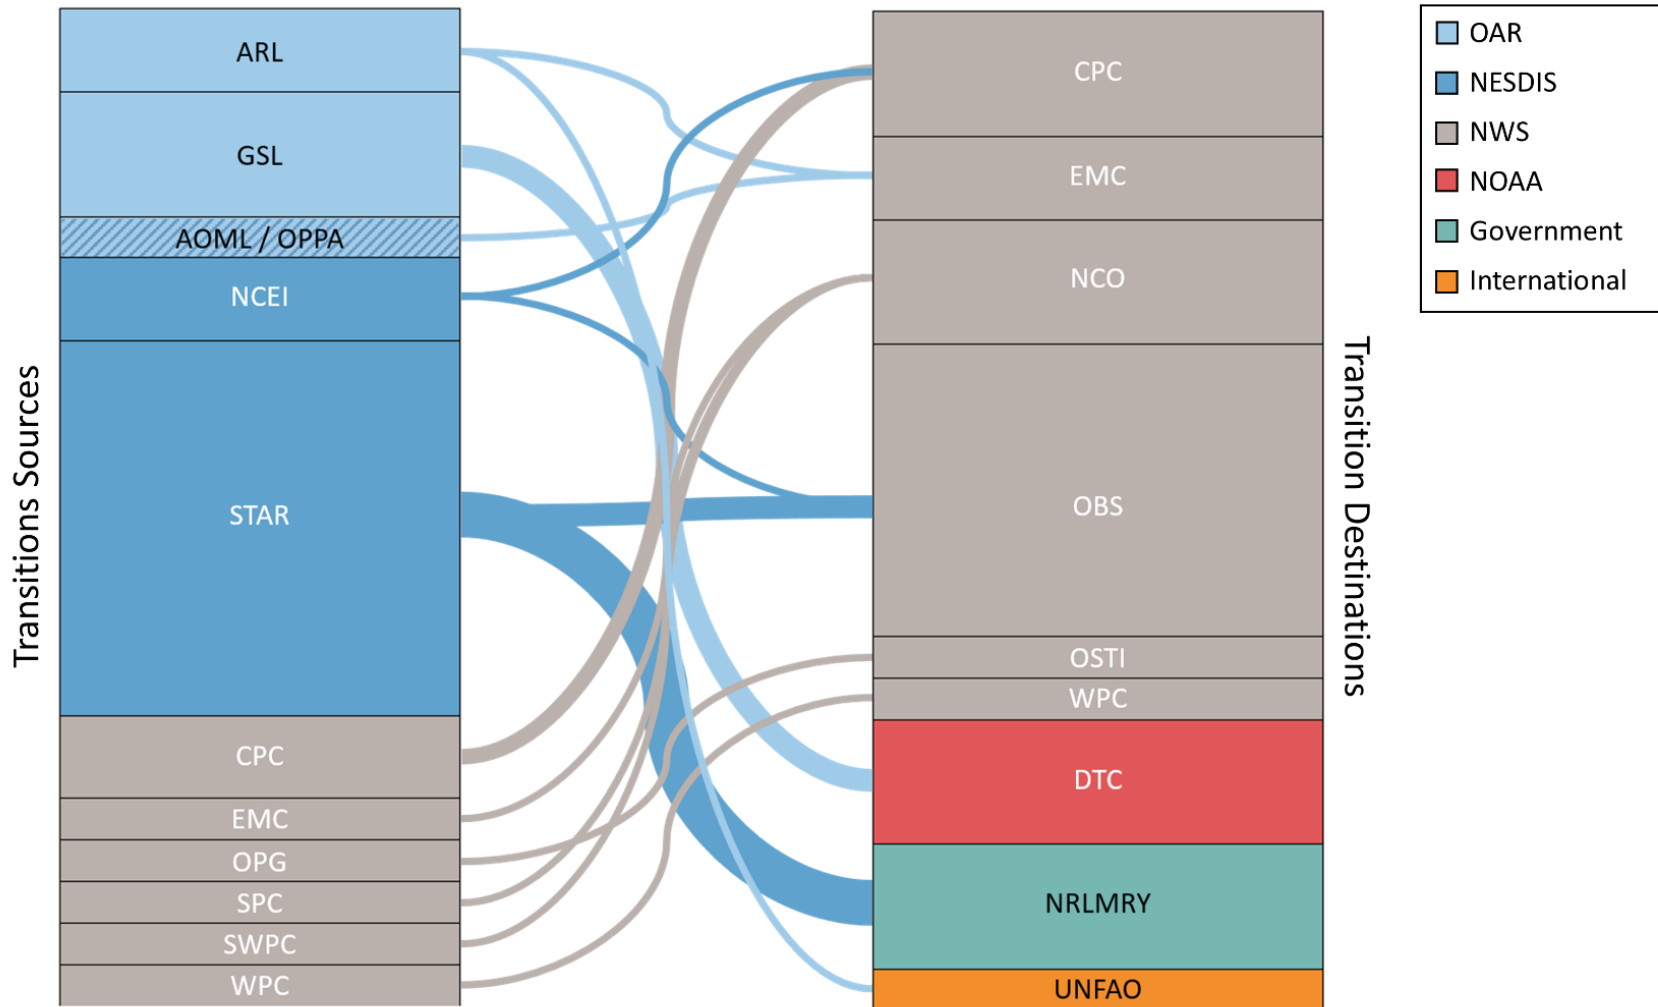 Transitions Sources
ARL
GSL
AOML / OPPA
NCEI
STAR
CPC
EMC
OPG
SPC
SWPC
WPC
CPC
EMC
NCO
OBS
OSTI
WPC
DTC
NRLMRY
UNFAO
Transition Destinations
OAR
NESDIS
NWS
NOAA
Government
International